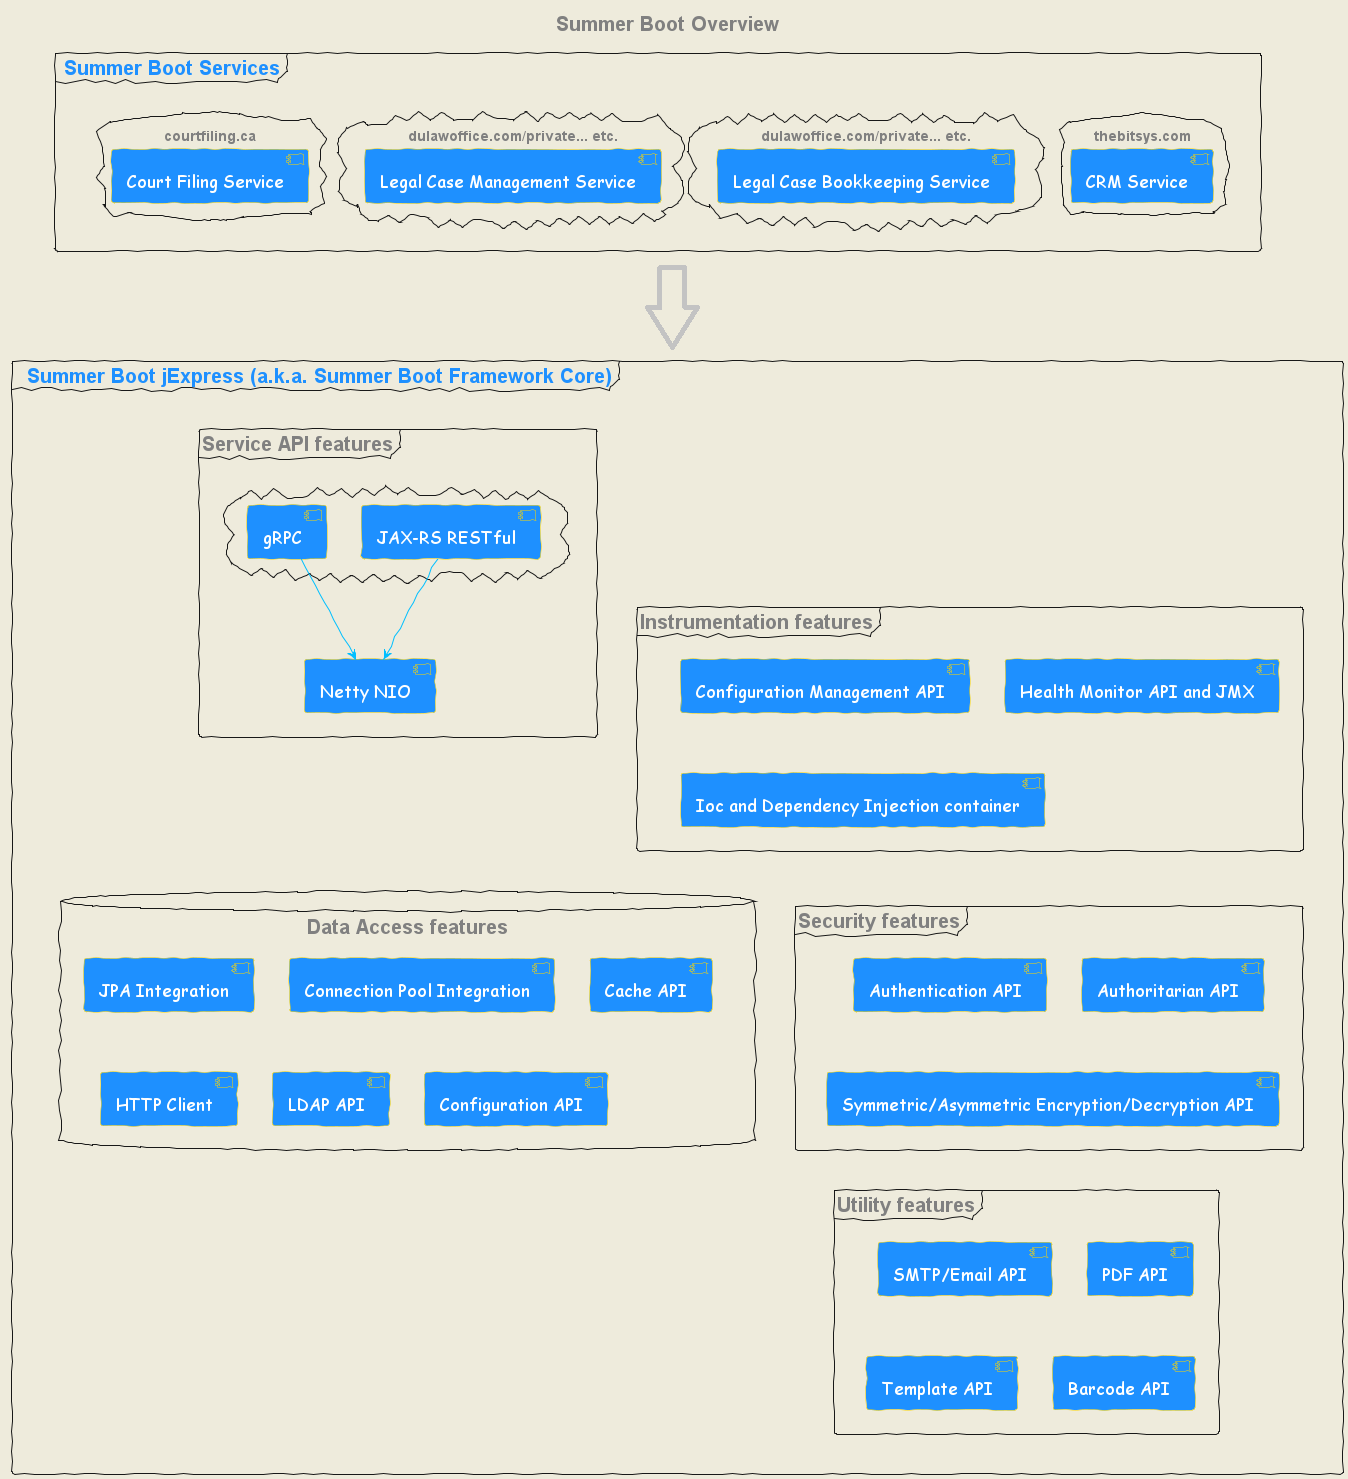 Summer Boot Overview
Summer Boot Services
courtfiling.ca
Court Filing Service
dulawoffice.com/private... etc.
Legal Case Management Service
dulawoffice.com/private... etc.
Legal Case Bookkeeping Service
thebitsys.com
CRM Service
Summer Boot jExpress (a.k.a. Summer Boot Framework Core)
Service API features
gRPC
JAX-RS RESTful
Netty NIO
Instrumentation features
Configuration Management API
Health Monitor API and JMX
Ioc and Dependency Injection container
Data Access features
JPA Integration
Connection Pool Integration
Cache API
HTTP Client
LDAP API
Configuration API
Security features
Authentication API
Authoritarian API
Symmetric/Asymmetric Encryption/Decryption API
Utility features
SMTP/Email API
PDF API
Template API
Barcode API